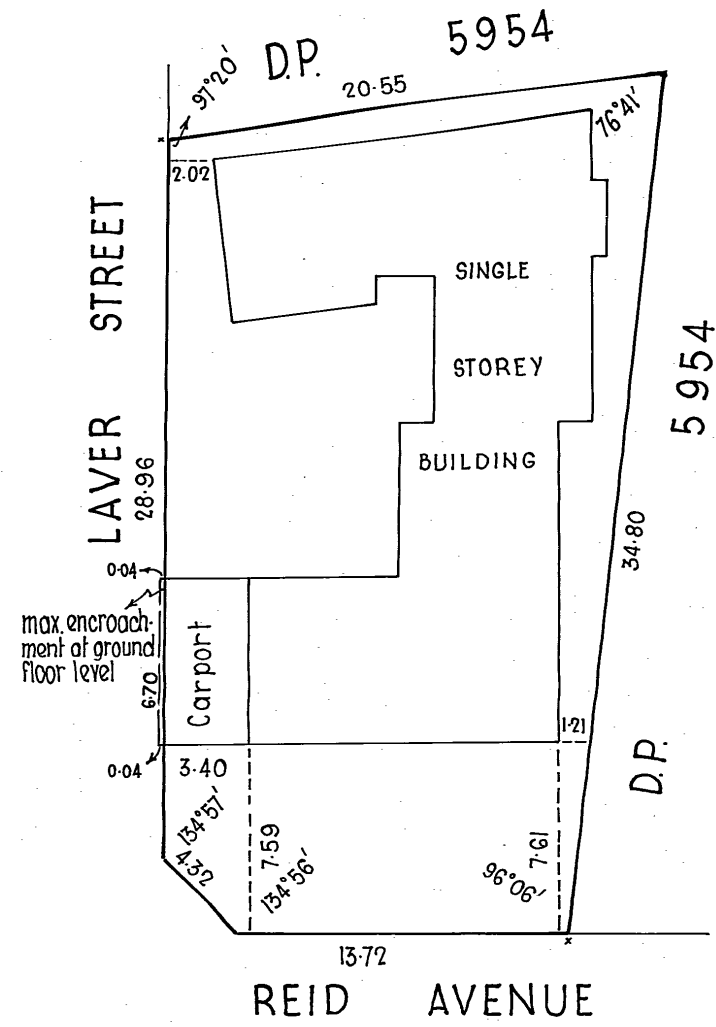 D.P. 5954
97°20'
20·55
76°41'
2.02
LAVER STREET
28·96
SINGLE
STOREY
BUILDING
5954
D.P.
34·80
0·04
max. encroach-
ment at ground
floor level
6·70
Carport
0·04
3·40
1·21
134°57'
4·32
7·59
134°56'
7·61
96°06'
13·72
REID AVENUE